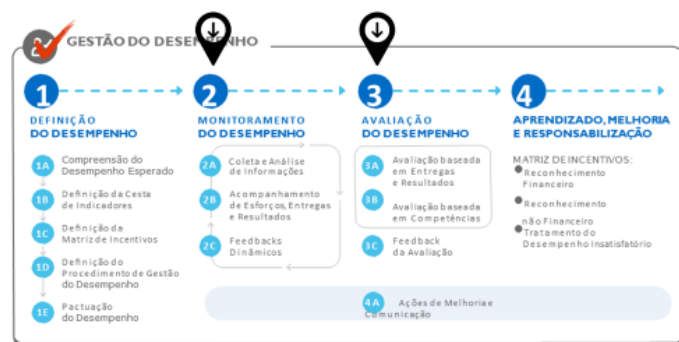 2
GESTÃO DO DESEMPENHO
1
DEFINIÇÃO
DO DESEMPENHO
1A
Compreensão do
Desempenho Esperado
1B
Definição da Cesta
de Indicadores
1C
Definição da
Matriz de Incentivos
1D
Definição do
Procedimento de Gestão
do Desempenho
1E
Pactuação
do Desempenho
2
MONITORAMENTO
DO DESEMPENHO
2A
Coleta e Análise
de Informações
2B
Acompanhamento
de Esforços, Entregas
e Resultados
2C
Feedbacks
Dinâmicos
3
AVALIAÇÃO
DO DESEMPENHO
3A
Avaliação baseada
em Entregas
e Resultados
3B
Avaliação baseada
em Competências
3C
Feedback
da Avaliação
4
APRENDIZADO, MELHORIA
E RESPONSABILIZAÇÃO
MATRIZ DE INCENTIVOS:
Reconhecimento
Financeiro
Reconhecimento
não Financeiro
Tratamento do
Desempenho Insatisfatório
4A
Ações de Melhoria e
Comunicação